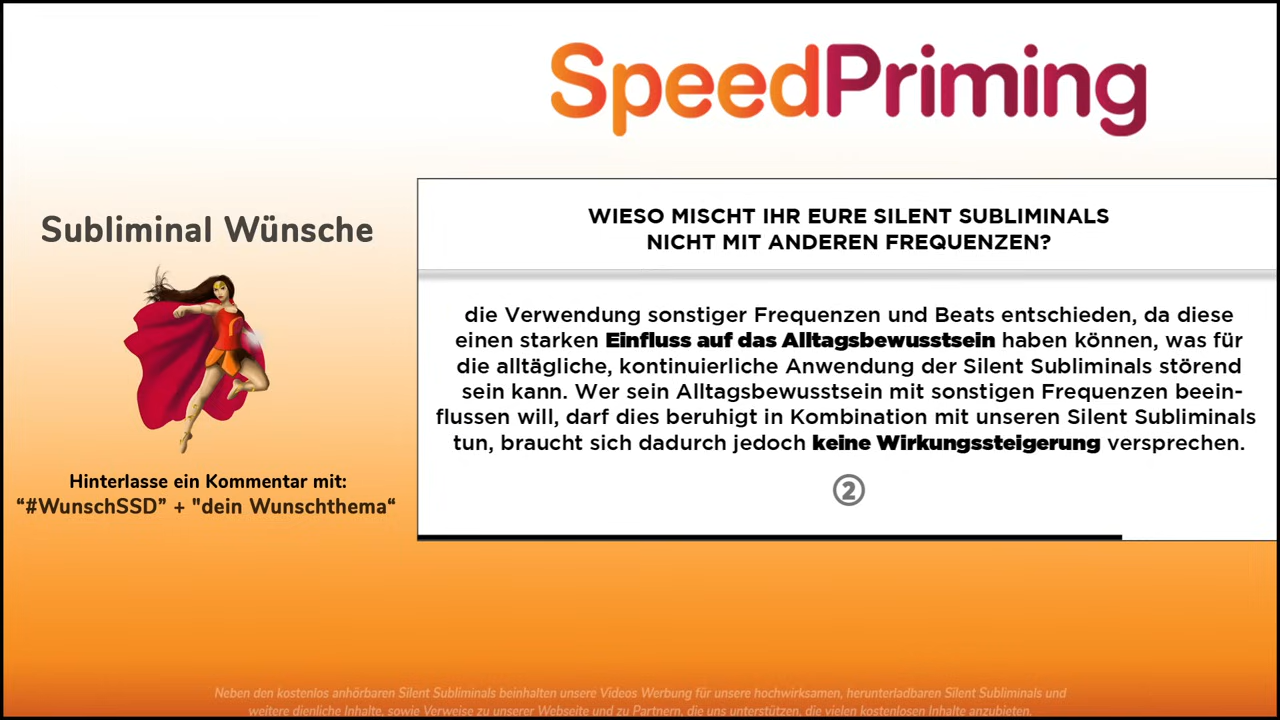 SpeedPriming
Subliminal Wünsche
Hinterlasse ein Kommentar mit:
“#WunschSSD” + "dein Wunschthema“
WIESO MISCHT IHR EURE SILENT SUBLIMINALS
NICHT MIT ANDEREN FREQUENZEN?
die Verwendung sonstiger Frequenzen und Beats entschieden, da diese
einen starken Einfluss auf das Alltagsbewusstsein haben können, was für
die alltägliche, kontinuierliche Anwendung der Silent Subliminals störend
sein kann. Wer sein Alltagsbewusstsein mit sonstigen Frequenzen beein-
flussen will, darf dies beruhigt in Kombination mit unseren Silent Subliminals
tun, braucht sich dadurch jedoch keine Wirkungssteigerung versprechen.
2
Neben den kostenlos anhörbaren Silent Subliminals beinhalten unsere Videos Werbung für unsere hochwirksamen, herunterladbaren Silent Subliminals und
weitere dienliche Inhalte, sowie Verweise zu unserer Webseite und zu Partnern, die uns unterstützen, die vielen kostenlosen Inhalte anzubieten.